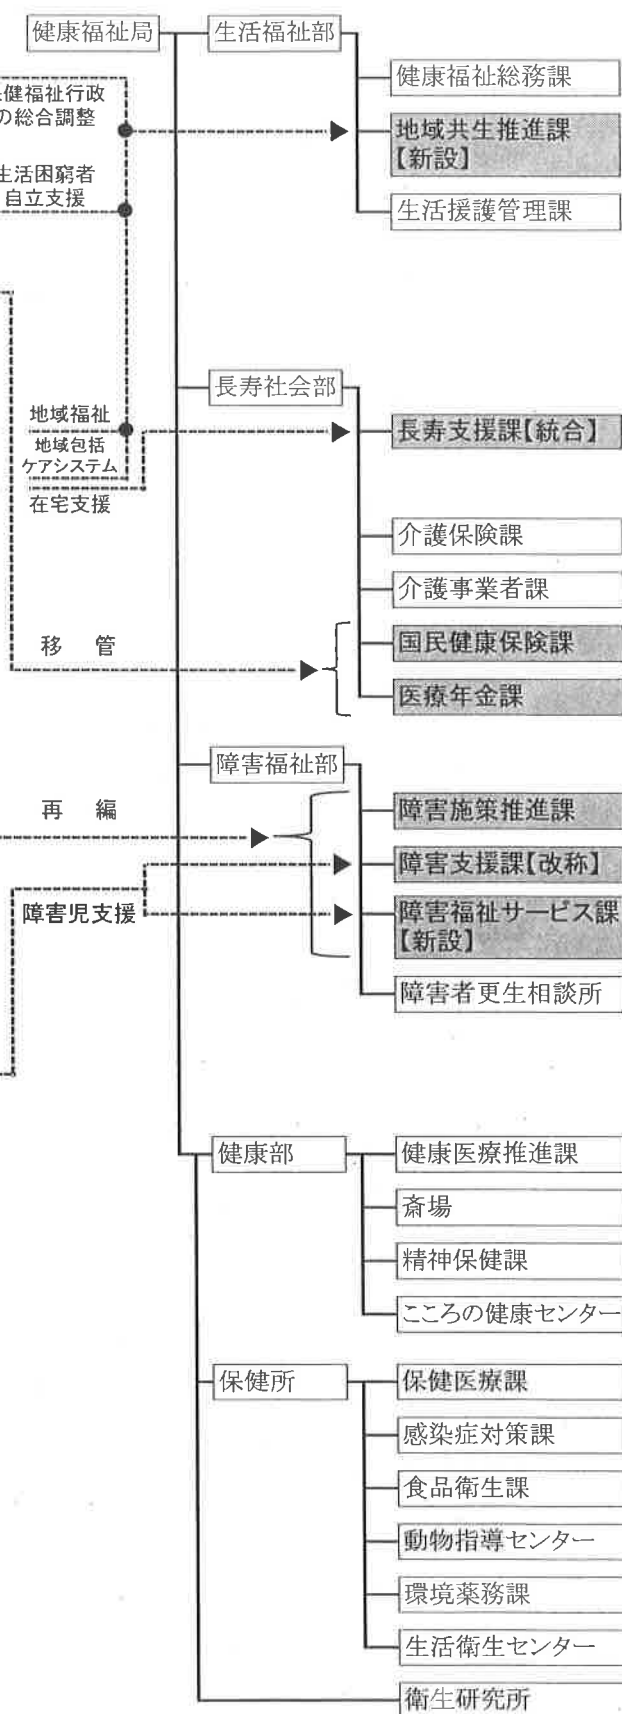 健康福祉局
生活福祉部
健康福祉総務課
健福祉行政
の総合調整
地域共生推進課
【新設】
生活困窮者
自立支援
生活援護管理課
長寿社会部
地域福祉
地域包括
ケアシステム
在宅支援
長寿支援課【統合】
介護保険課
介護事業者課
移 管
国民健康保険課
医療年金課
障害福祉部
再 編
障害施策推進課
障害支援課【改称】
障害児支援
障害福祉サービス課
【新設】
障害者更生相談所
健康部
健康医療推進課
斎場
精神保健課
こころの健康センター
保健所
保健医療課
感染症対策課
食品衛生課
動物指導センター
環境薬務課
生活衛生センター
衛生研究所